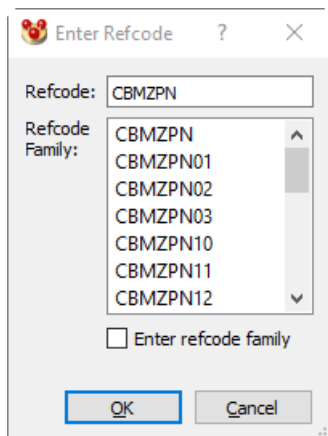 Enter Refcode ?
Refcode: CBMZPN
Refcode Family:
CBMZPN
CBMZPN01
CBMZPN02
CBMZPN03
CBMZPN10
CBMZPN11
CBMZPN12
Enter refcode family
OK Cancel